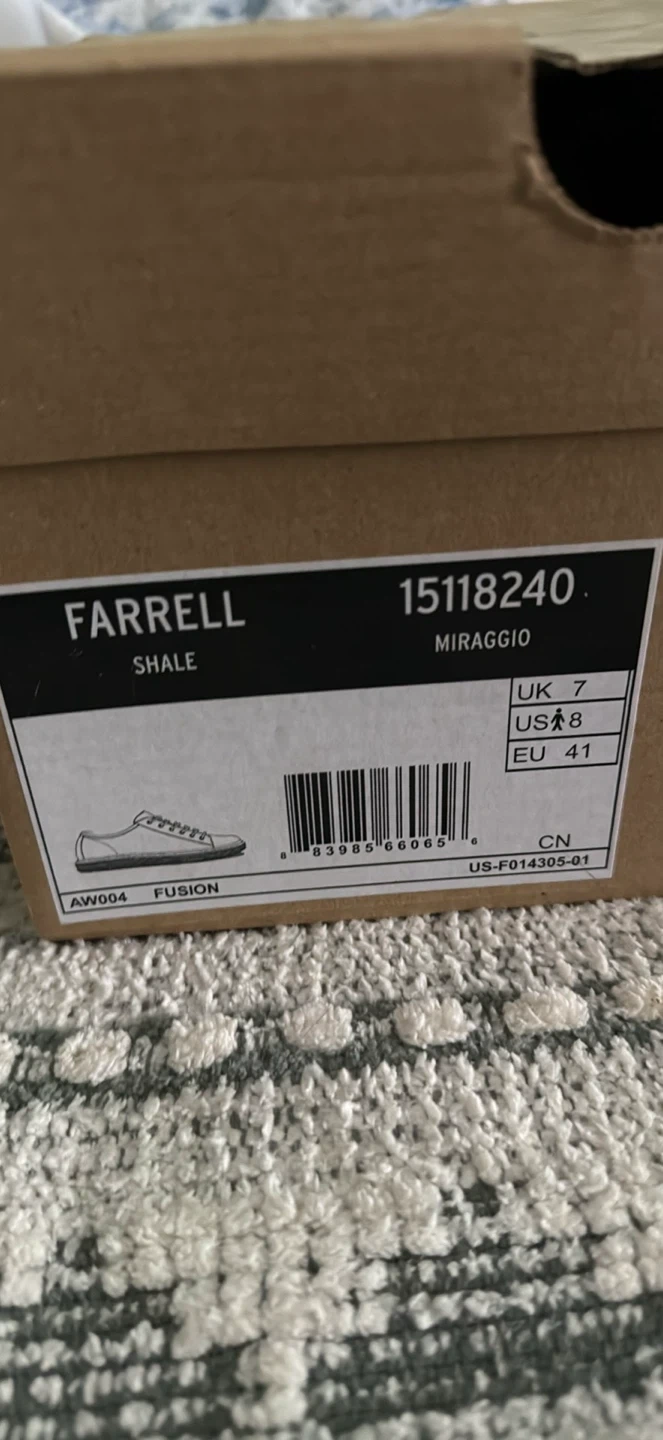 FARRELL 15118240
SHALE MIRAGGIO
UK 7
US 8
EU 41
8 83985 66065 6
CN
US-F014305-01
AW004 FUSION